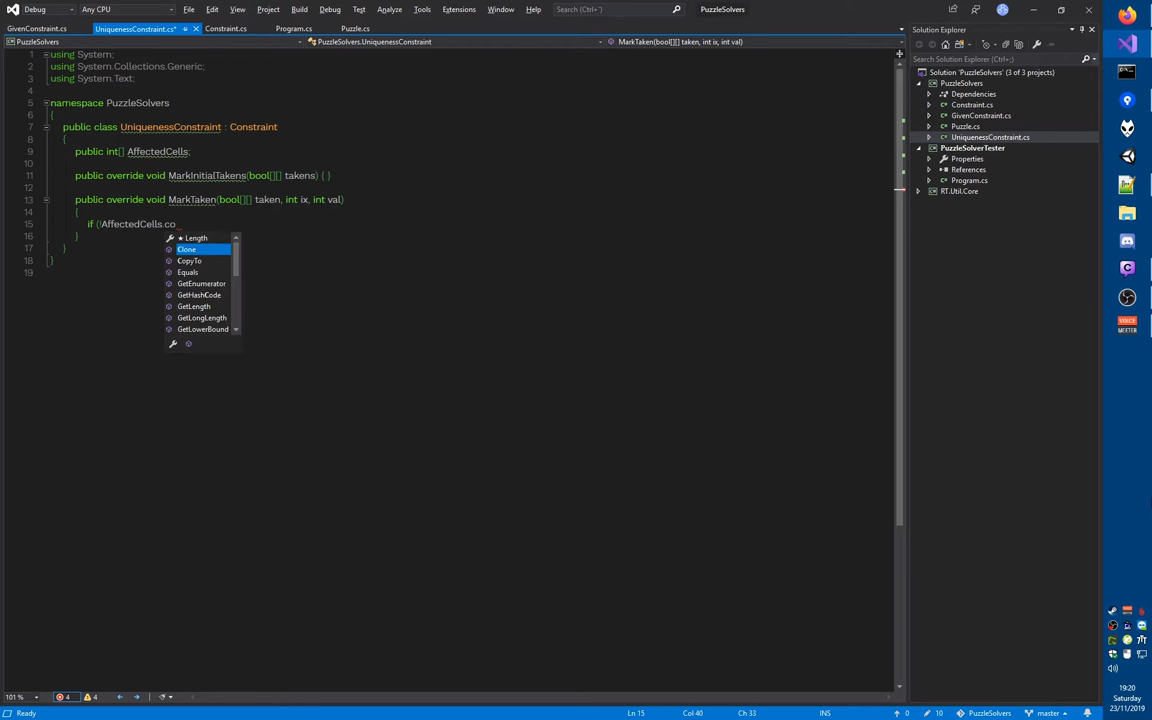 File Edit View Project Build Debug Test Analyze Tools Extensions Window Help Search (Ctrl+') PuzzleSolvers
GivenConstraint.cs UniquenessConstraint.cs* Constraint.cs Program.cs Puzzle.cs
PuzzleSolvers PuzzleSolvers.UniquenessConstraint MarkTaken(bool[][] taken, int ix, int val)
1 using System;
2 using System.Collections.Generic;
3 using System.Text;
4
5 namespace PuzzleSolvers
6 {
7 public class UniquenessConstraint : Constraint
8 {
9 public int[] AffectedCells;
10
11 public override void MarkInitialTakens(bool[][] takens) { }
12
13 public override void MarkTaken(bool[][] taken, int ix, int val)
14 {
15 if (!AffectedCells.co
16 }
17 }
18 }
19
★ Length
Clone
CopyTo
Equals
GetEnumerator
GetHashCode
GetLength
GetLongLength
GetLowerBound
101 % 4 4
Ready Ln 15 Col 40 Ch 33 INS 0 10 PuzzleSolvers master
Debug Any CPU
Solution Explorer
Search Solution Explorer (Ctrl+;)
Solution 'PuzzleSolvers' (3 of 3 projects)
PuzzleSolvers
Dependencies
Constraint.cs
GivenConstraint.cs
Puzzle.cs
UniquenessConstraint.cs
PuzzleSolverTester
Properties
References
Program.cs
RT.Util.Core
VOICE
MEETER
19:20
Saturday
23/11/2019